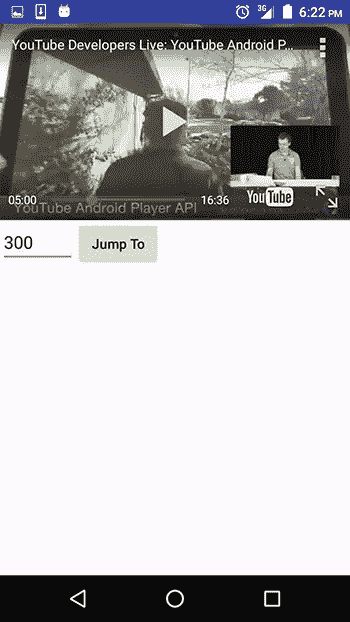 3G 6:22 PM
YouTube Developers Live: YouTube Android P...
05:00
16:36
YouTube
YouTube Android Player API
300
Jump To